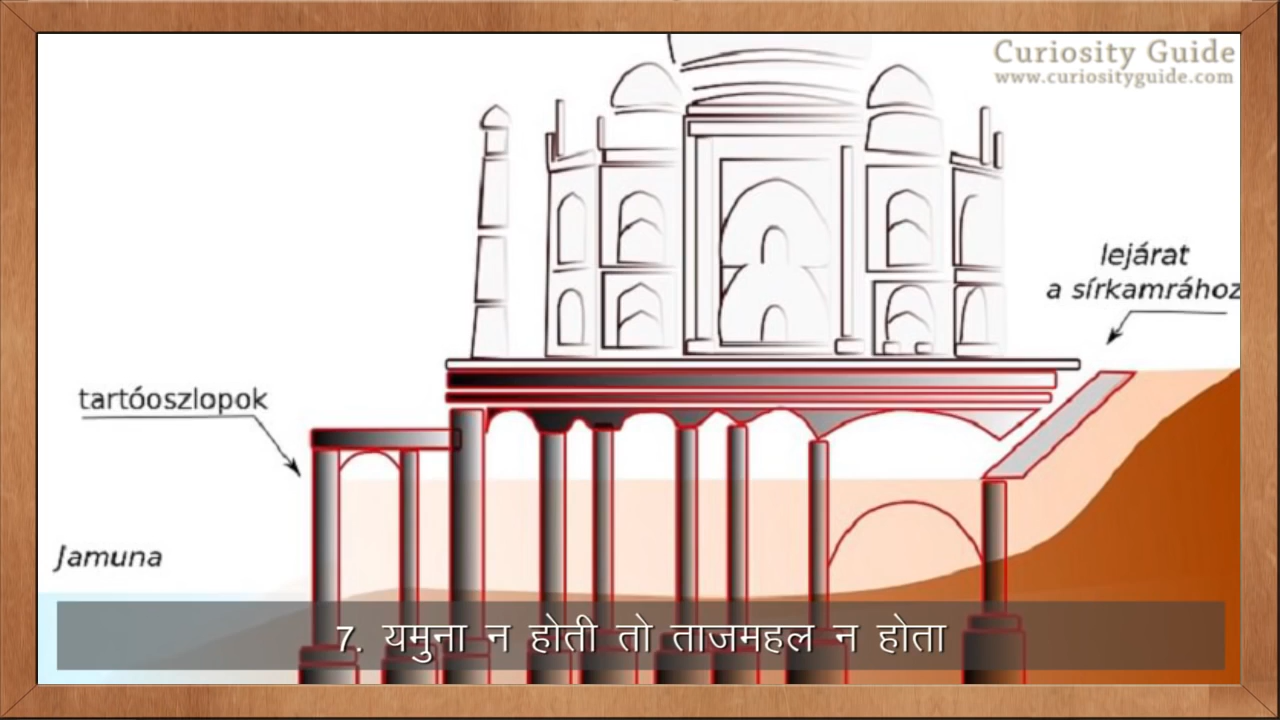 Curiosity Guide
www.curiosityguide.com
lejárat
a sírkamrához
tartóoszlopok
Jamuna
7. यमुना न होती तो ताजमहल न होता